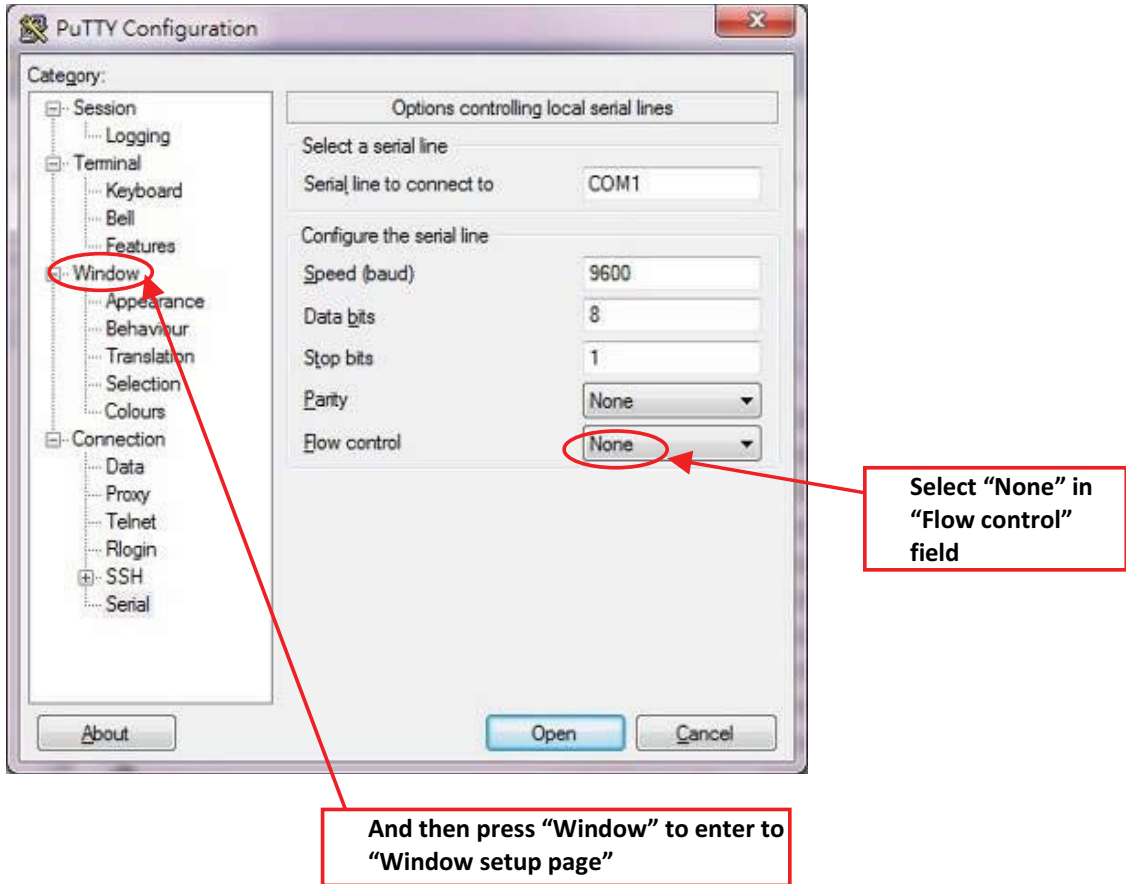 PuTTY Configuration
Category:
Session
Logging
Terminal
Keyboard
Bell
Features
Window
Appearance
Behaviour
Translation
Selection
Colours
Connection
Data
Proxy
Telnet
Rlogin
SSH
Serial
Options controlling local serial lines
Select a serial line
Serial line to connect to
COM1
Configure the serial line
Speed (baud)
9600
Data bits
8
Stop bits
1
Parity
None
Flow control
None
About
Open
Cancel
Select “None” in
“Flow control”
field
And then press “Window” to enter to
“Window setup page”